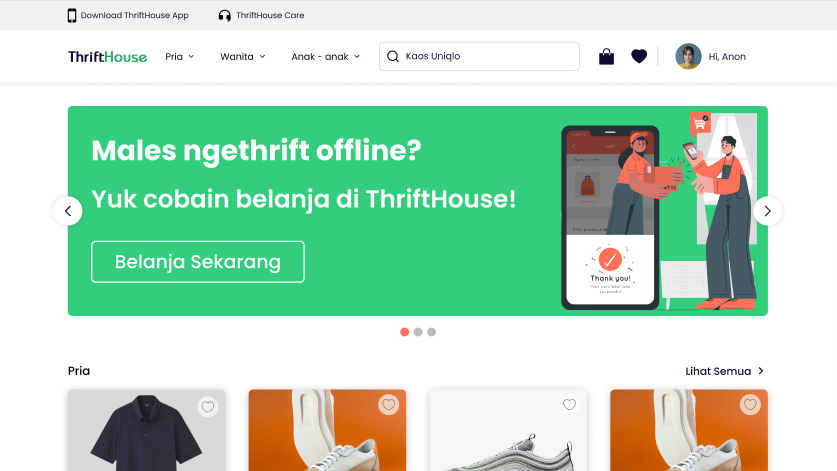 Download ThriftHouse App
ThriftHouse Care
ThriftHouse
Pria
Wanita
Anak - anak
Kaos Uniqlo
Hi, Anon
Males ngethrift offline?
Yuk cobain belanja di ThriftHouse!
Belanja Sekarang
Thank you!
Pria
Lihat Semua